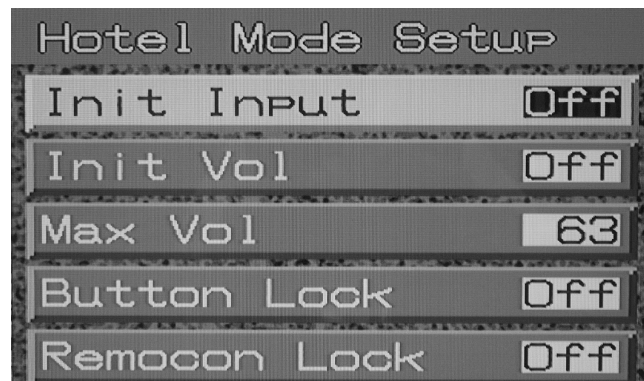 Hotel Mode Setup
Init Input Off
Init Vol Off
Max Vol 63
Button Lock Off
Remocon Lock Off